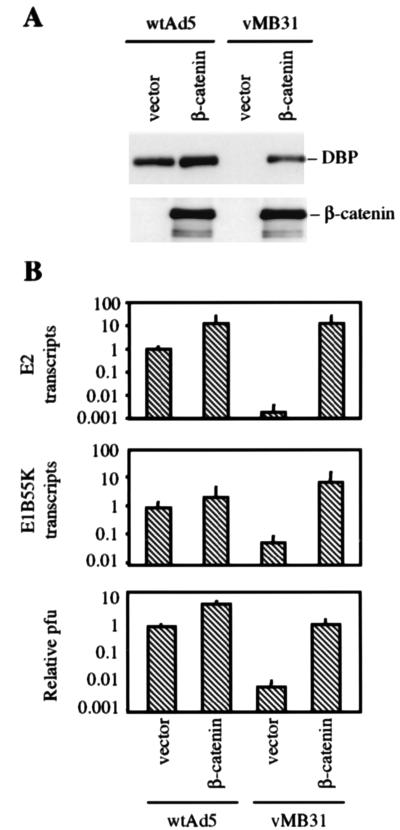 A
wtAd5 vMB31
vector β-catenin vector β-catenin
DBP
β-catenin
B
E2 transcripts
100
10
1
0.1
0.01
0.001
E1B55K transcripts
100
10
1
0.1
0.01
Relative pfu
10
1
0.1
0.01
0.001
vector β-catenin vector β-catenin
wtAd5 vMB31